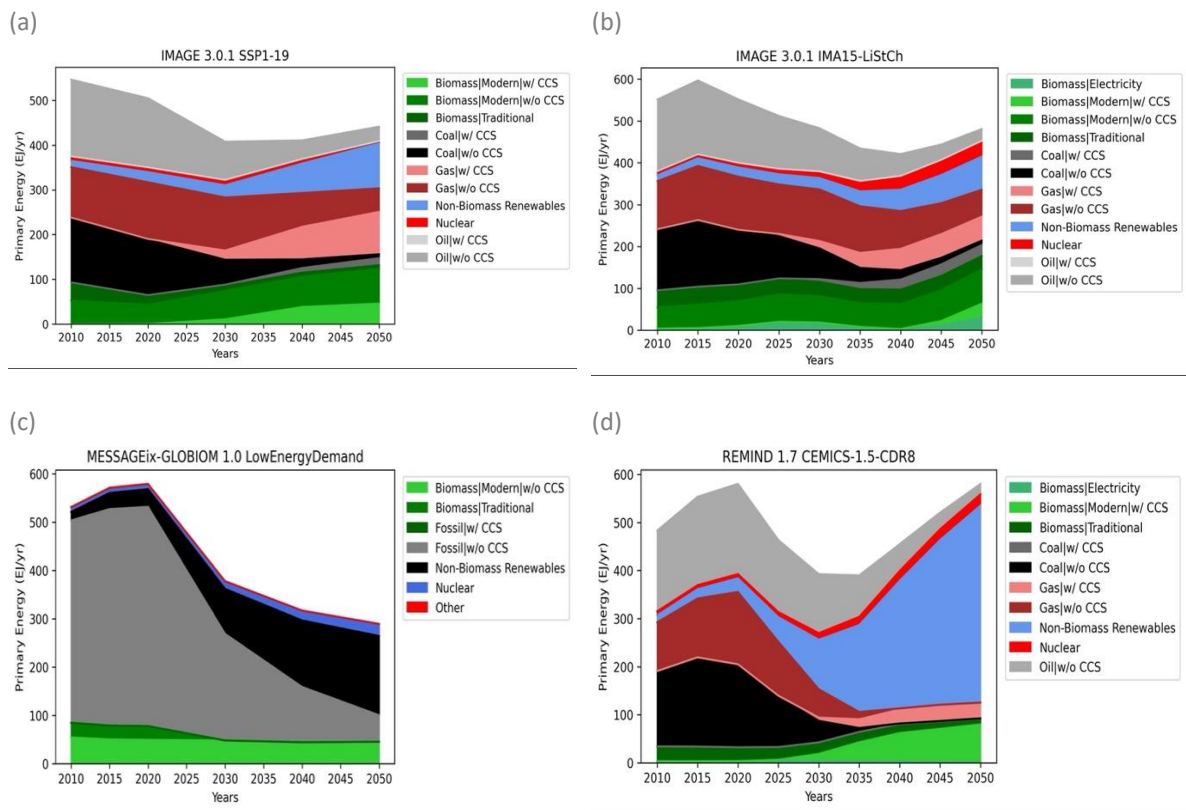 (a)
IMAGE 3.0.1 SSP1-19
Primary Energy (EJ/yr)
500
400
300
200
100
0
2010 2015 2020 2025 2030 2035 2040 2045 2050
Years
Biomass|Modern|w/ CCS
Biomass|Modern|w/o CCS
Biomass|Traditional
Coal|w/ CCS
Coal|w/o CCS
Gas|w/ CCS
Gas|w/o CCS
Non-Biomass Renewables
Nuclear
Oil|w/ CCS
Oil|w/o CCS
(b)
IMAGE 3.0.1 IMA15-LiStCh
Primary Energy (EJ/yr)
600
500
400
300
200
100
0
2010 2015 2020 2025 2030 2035 2040 2045 2050
Years
Biomass|Electricity
Biomass|Modern|w/ CCS
Biomass|Modern|w/o CCS
Biomass|Traditional
Coal|w/ CCS
Coal|w/o CCS
Gas|w/ CCS
Gas|w/o CCS
Non-Biomass Renewables
Nuclear
Oil|w/ CCS
Oil|w/o CCS
(c)
MESSAGEix-GLOBIOM 1.0 LowEnergyDemand
Primary Energy (EJ/yr)
600
500
400
300
200
100
0
2010 2015 2020 2025 2030 2035 2040 2045 2050
Years
Biomass|Modern|w/o CCS
Biomass|Traditional
Fossil|w/ CCS
Fossil|w/o CCS
Non-Biomass Renewables
Nuclear
Other
(d)
REMIND 1.7 CEMICS-1.5-CDR8
Primary Energy (EJ/yr)
600
500
400
300
200
100
0
2010 2015 2020 2025 2030 2035 2040 2045 2050
Years
Biomass|Electricity
Biomass|Modern|w/ CCS
Biomass|Traditional
Coal|w/ CCS
Coal|w/o CCS
Gas|w/ CCS
Gas|w/o CCS
Non-Biomass Renewables
Nuclear
Oil|w/o CCS